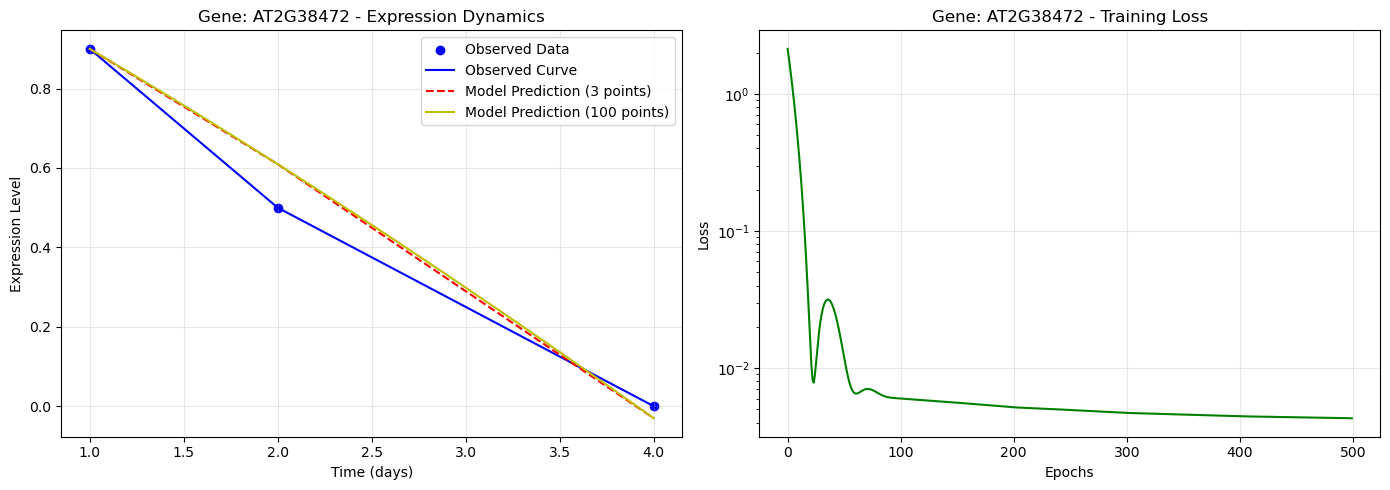 Gene: AT2G38472 - Expression Dynamics
Observed Data
Observed Curve
Model Prediction (3 points)
Model Prediction (100 points)
Expression Level
0.8
0.6
0.4
0.2
0.0
1.0 1.5 2.0 2.5 3.0 3.5 4.0
Time (days)
Gene: AT2G38472 - Training Loss
Loss
10⁰
10⁻¹
10⁻²
0 100 200 300 400 500
Epochs